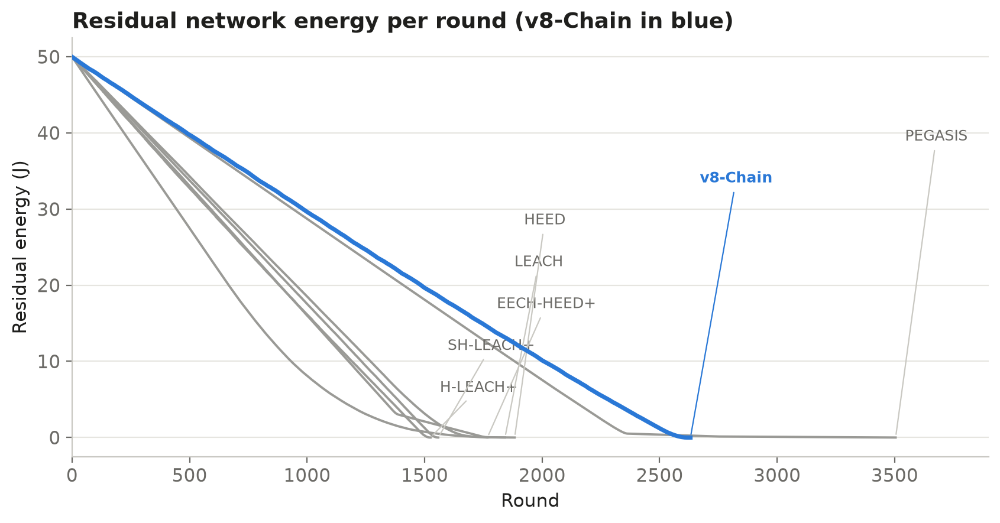 Residual network energy per round (v8-Chain in blue)
Residual energy (J)
50
40
30
20
10
0
PEGASIS
v8-Chain
HEED
LEACH
EECH-HEED+
SH-LEACH+
H-LEACH+
0 500 1000 1500 2000 2500 3000 3500
Round